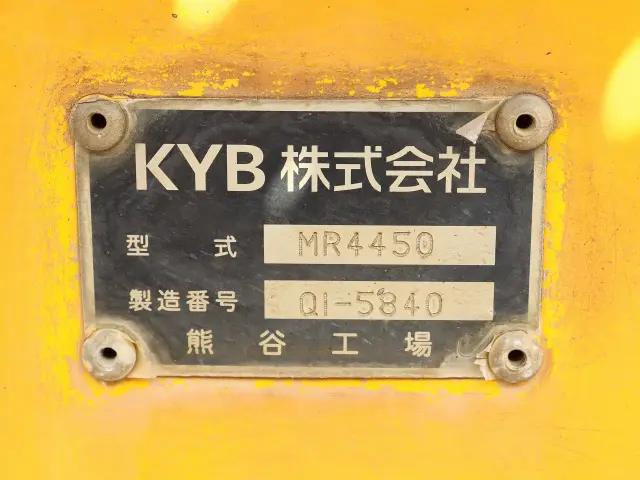 KYB 株式会社
型式 MR4450
製造番号 QI-5840
熊谷工場